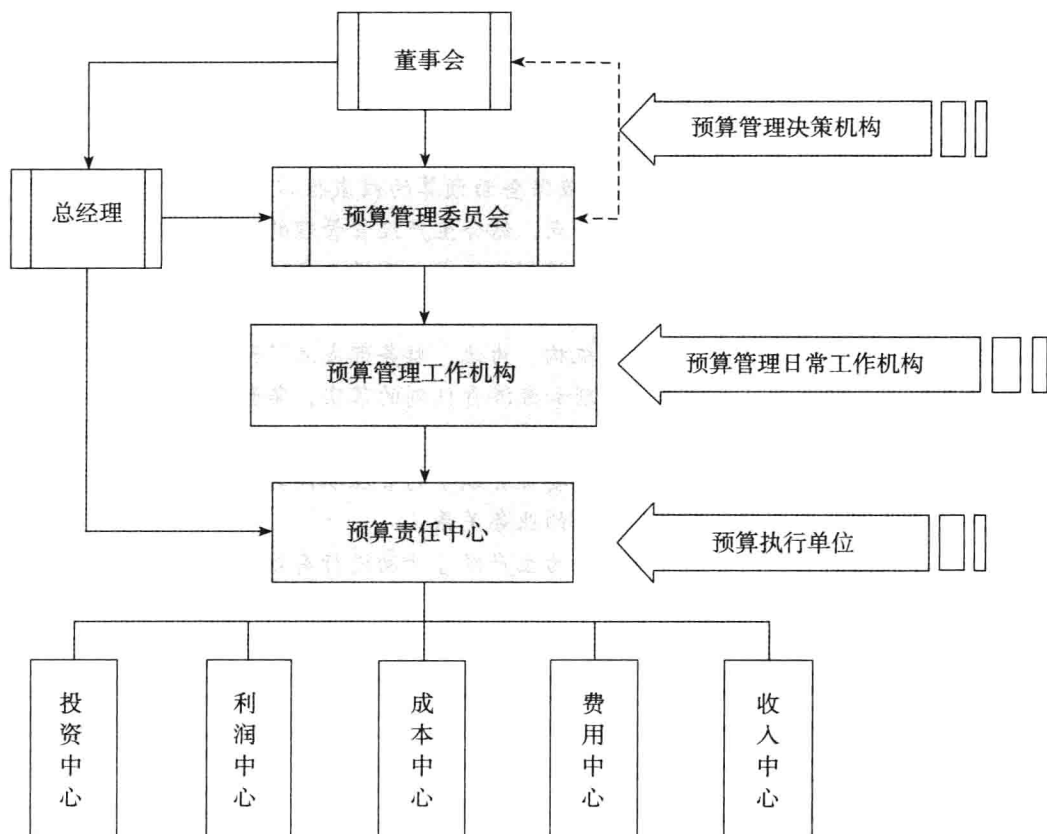 董事会
预算管理决策机构
总经理
预算管理委员会
预算管理工作机构
预算管理日常工作机构
预算责任中心
预算执行单位
投资中心
利润中心
成本中心
费用中心
收入中心